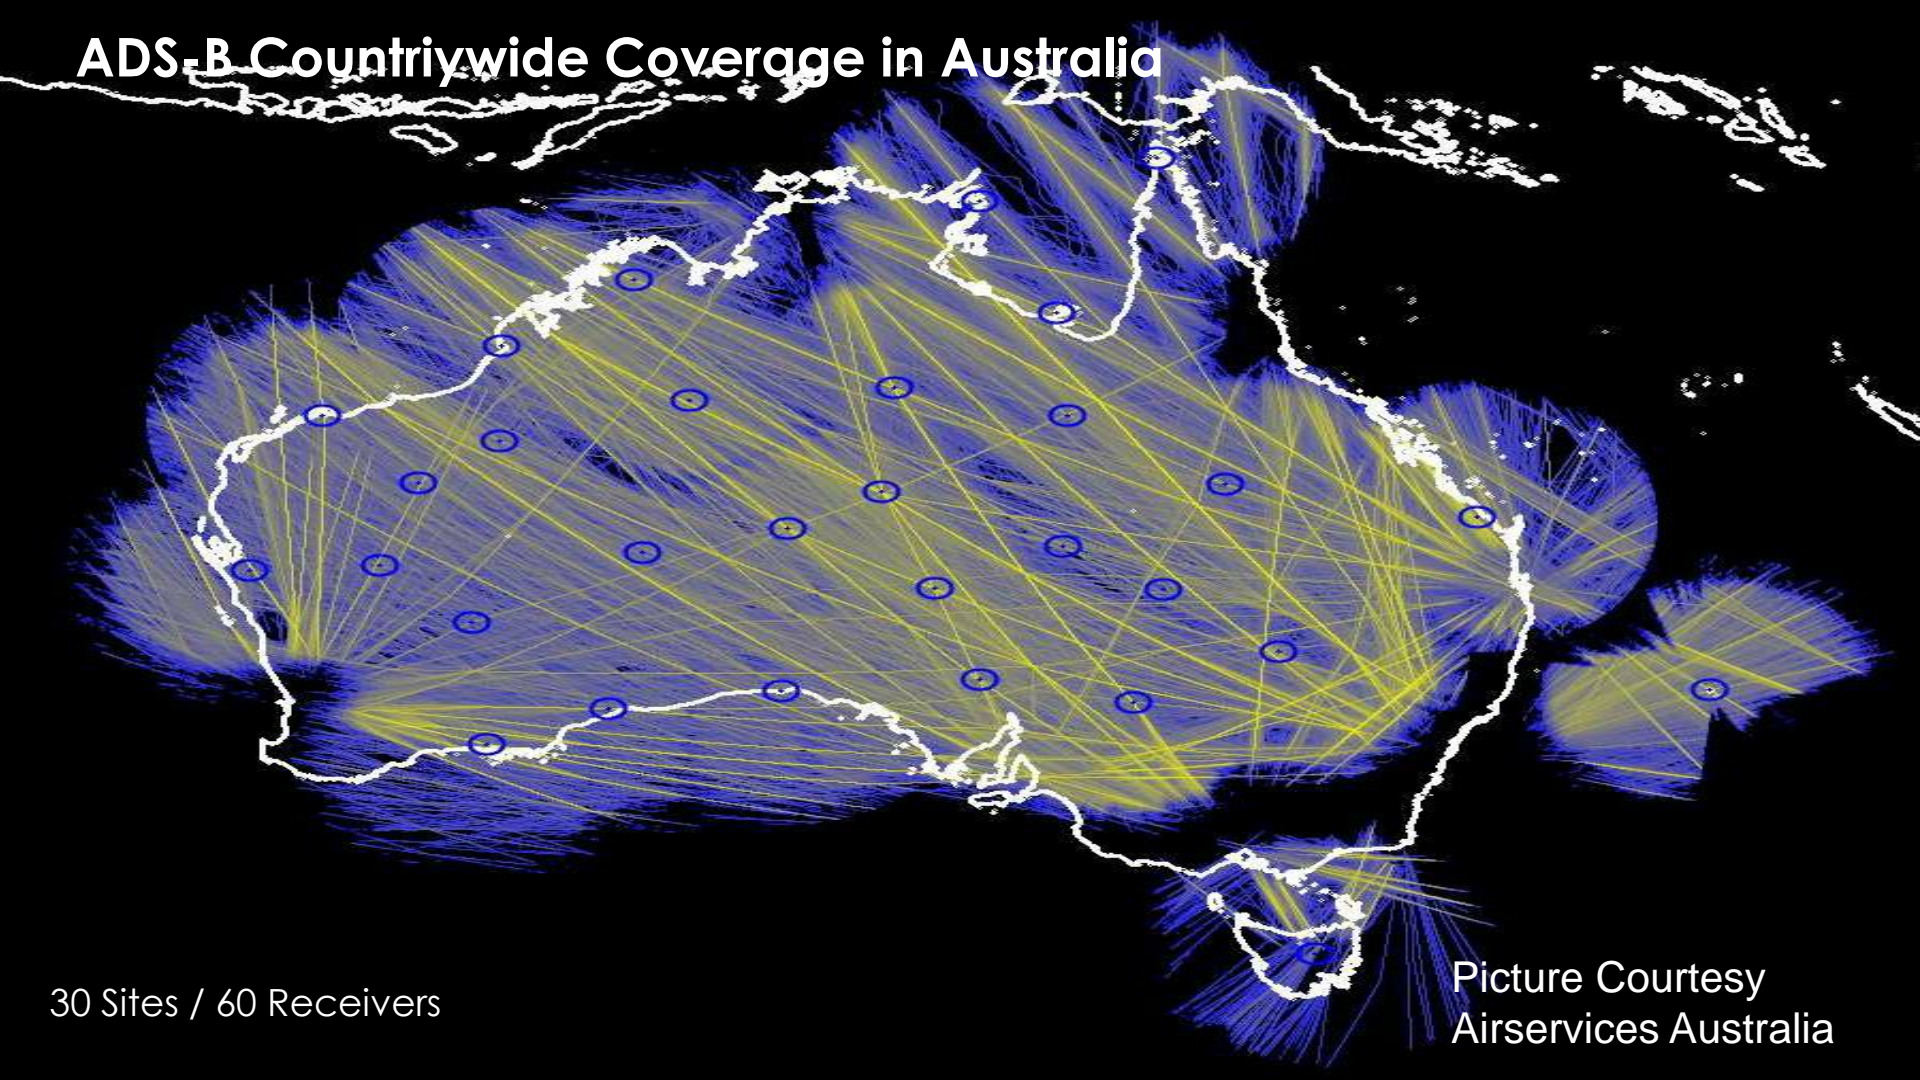 ADS-B Countriywide Coverage in Australia
30 Sites / 60 Receivers
Picture Courtesy
Airservices Australia